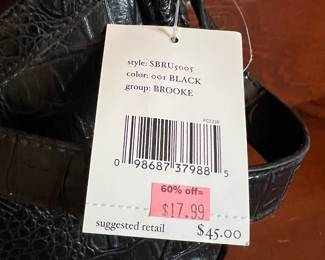 style: SBRU5005
color: 001 BLACK
group: BROOKE
PC2238
0 98687 37988 5
60% off=
$17.99
suggested retail $45.00